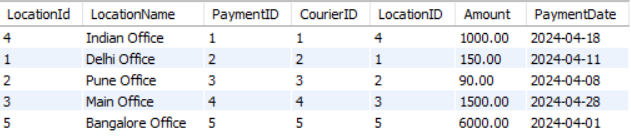 LocationId LocationName PaymentID CourierID LocationID Amount PaymentDate
4 Indian Office 1 1 4 1000.00 2024-04-18
1 Delhi Office 2 2 1 150.00 2024-04-11
2 Pune Office 3 3 2 90.00 2024-04-08
3 Main Office 4 4 3 1500.00 2024-04-28
5 Bangalore Office 5 5 5 6000.00 2024-04-01